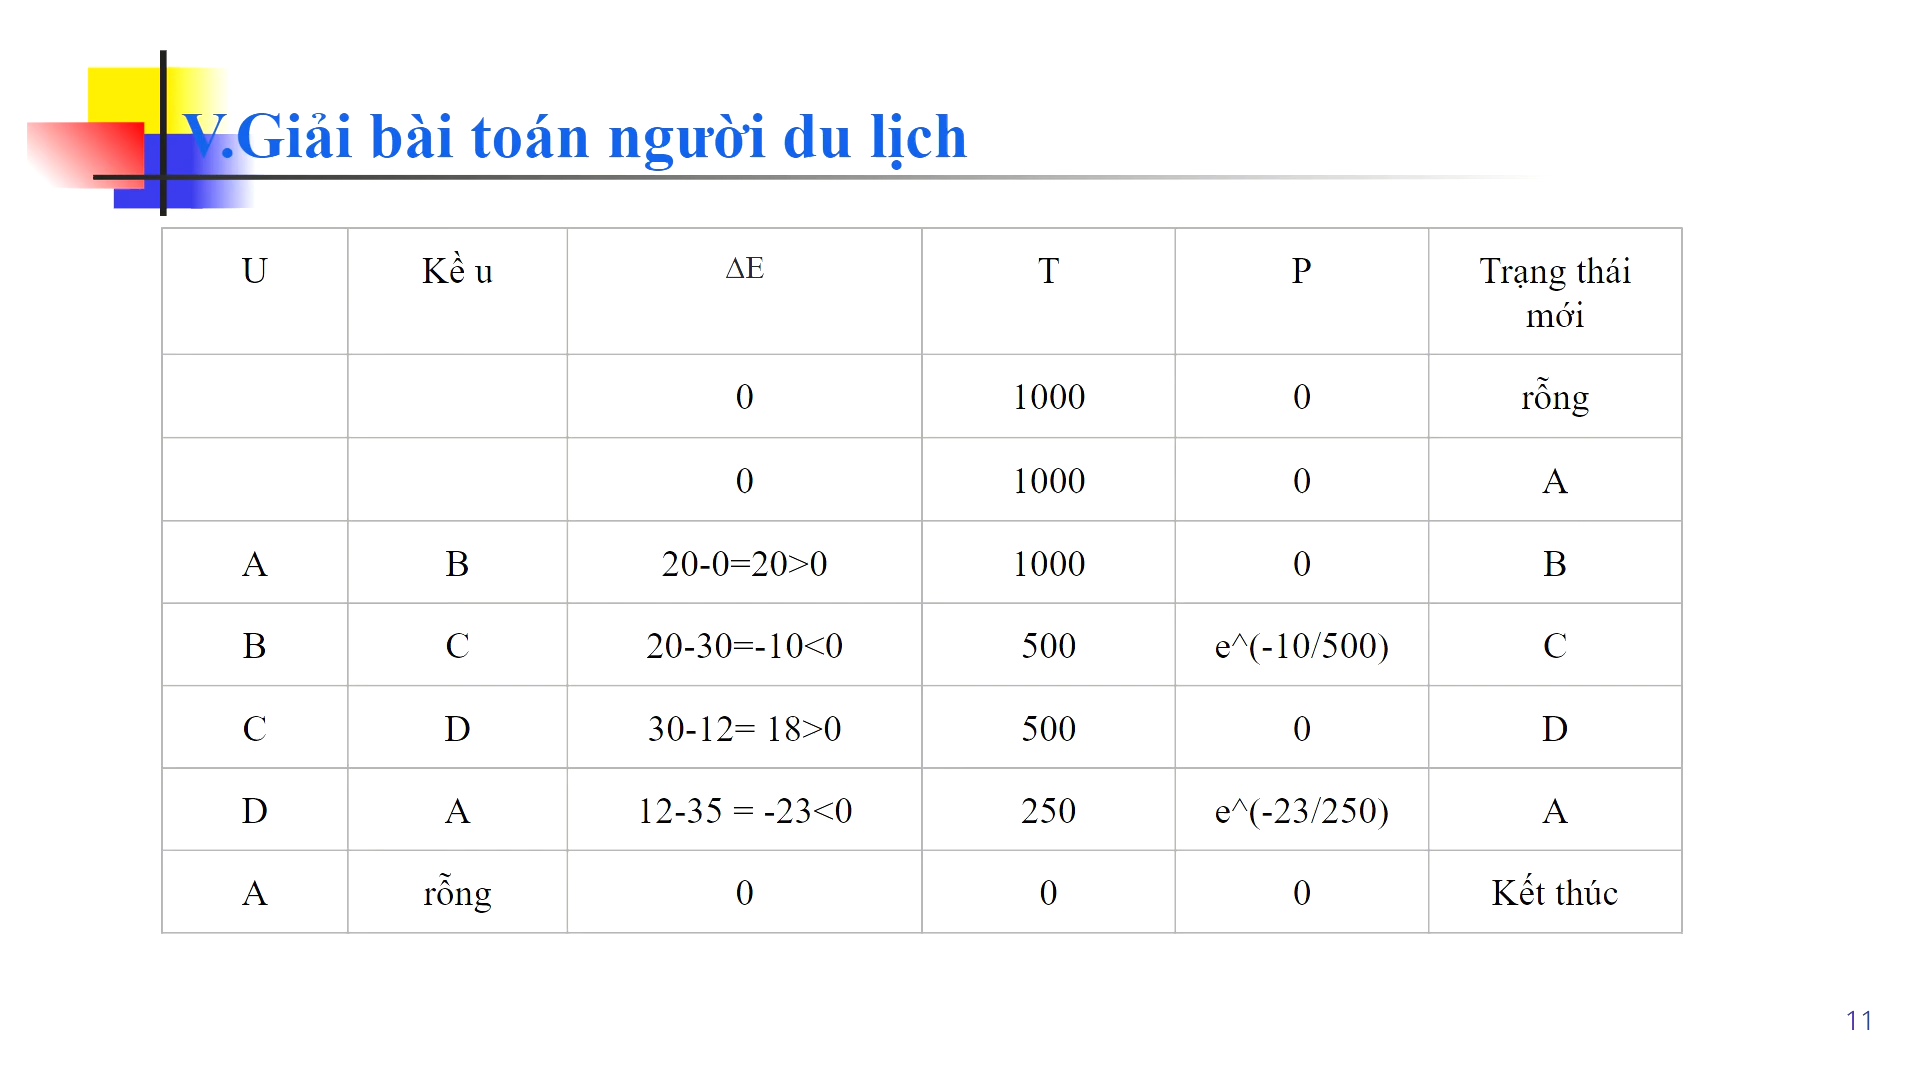 V.Giải bài toán người du lịch
U Kề u ΔE T P Trạng thái
mới
0 1000 0 rỗng
0 1000 0 A
A B 20-0=20>0 1000 0 B
B C 20-30=-10<0 500 e^(-10/500) C
C D 30-12= 18>0 500 0 D
D A 12-35 = -23<0 250 e^(-23/250) A
A rỗng 0 0 0 Kết thúc
11